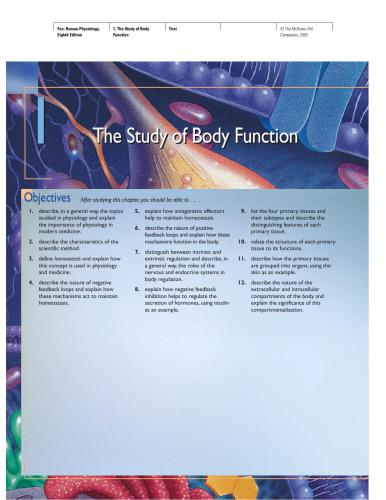 Fox: Human Physiology, Eighth Edition
1. The Study of Body Function
Text
© The McGraw-Hill Companies, 2003
1
The Study of Body Function
Objectives After studying this chapter, you should be able to . . .
1. describe, in a general way, the topics
studied in physiology and explain
the importance of physiology in
modern medicine.
2. describe the characteristics of the
scientific method.
3. define homeostasis and explain how
this concept is used in physiology
and medicine.
4. describe the nature of negative
feedback loops and explain how
these mechanisms act to maintain
homeostasis.
5. explain how antagonistic effectors
help to maintain homeostasis.
6. describe the nature of positive
feedback loops and explain how these
mechanisms function in the body.
7. distinguish between intrinsic and
extrinsic regulation and describe, in
a general way, the roles of the
nervous and endocrine systems in
body regulation.
8. explain how negative feedback
inhibition helps to regulate the
secretion of hormones, using insulin
as an example.
9. list the four primary tissues and
their subtypes and describe the
distinguishing features of each
primary tissue.
10. relate the structure of each primary
tissue to its functions.
11. describe how the primary tissues
are grouped into organs, using the
skin as an example.
12. describe the nature of the
extracellular and intracellular
compartments of the body and
explain the significance of this
compartmentalization.